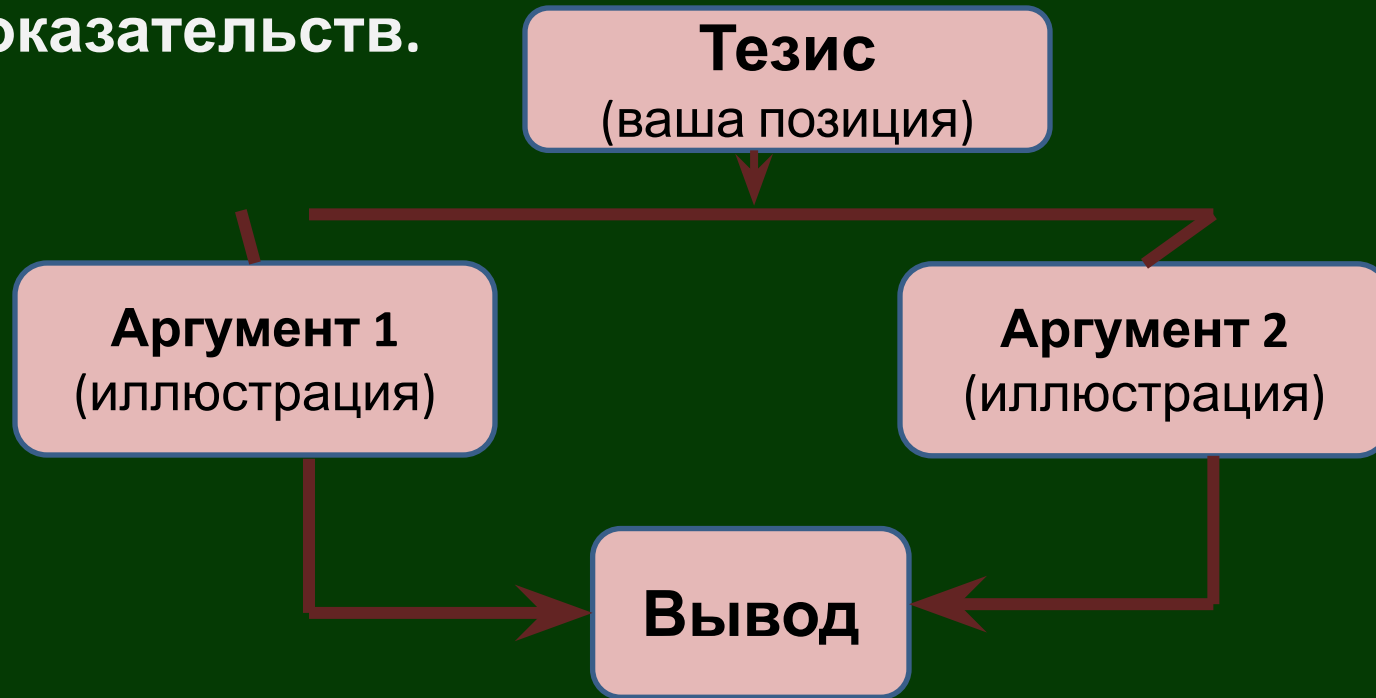 оказательств.
Тезис
(ваша позиция)
Аргумент 1
(иллюстрация)
Аргумент 2
(иллюстрация)
Вывод